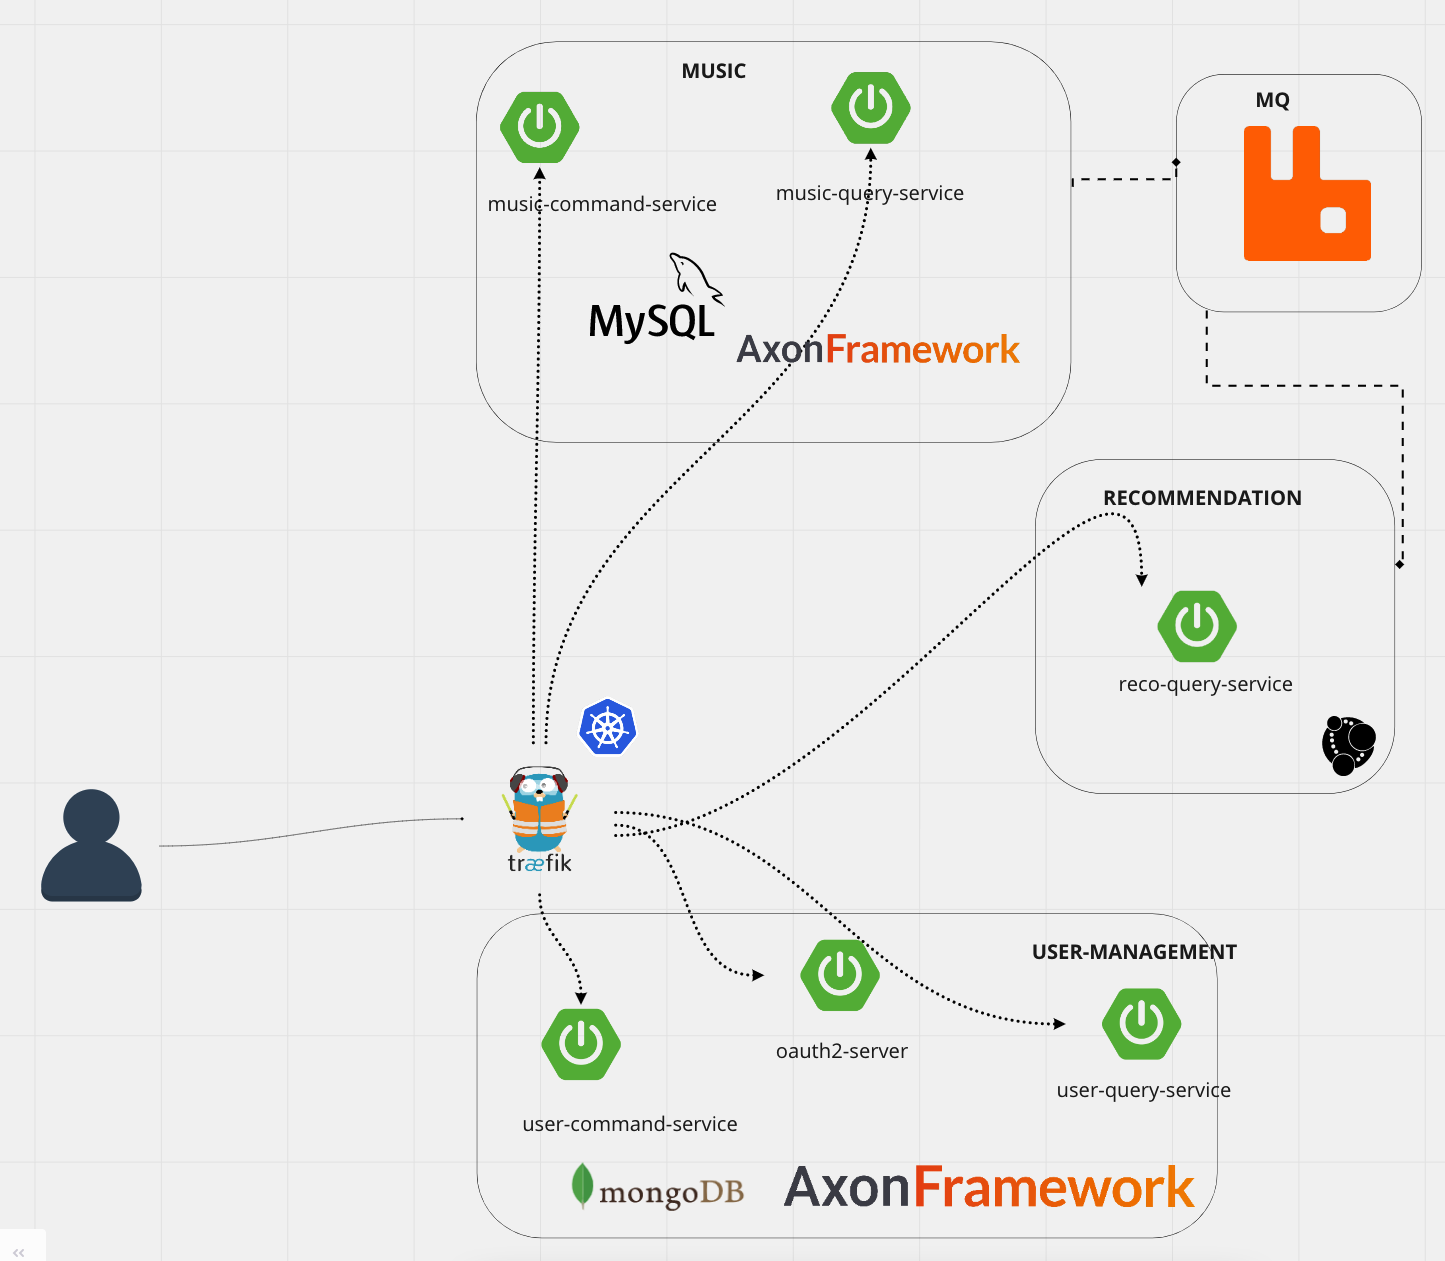 MUSIC
music-command-service
music-query-service
MySQL
AxonFramework
MQ
RECOMMENDATION
reco-query-service
træfik
USER-MANAGEMENT
oauth2-server
user-query-service
user-command-service
mongoDB
AxonFramework
«